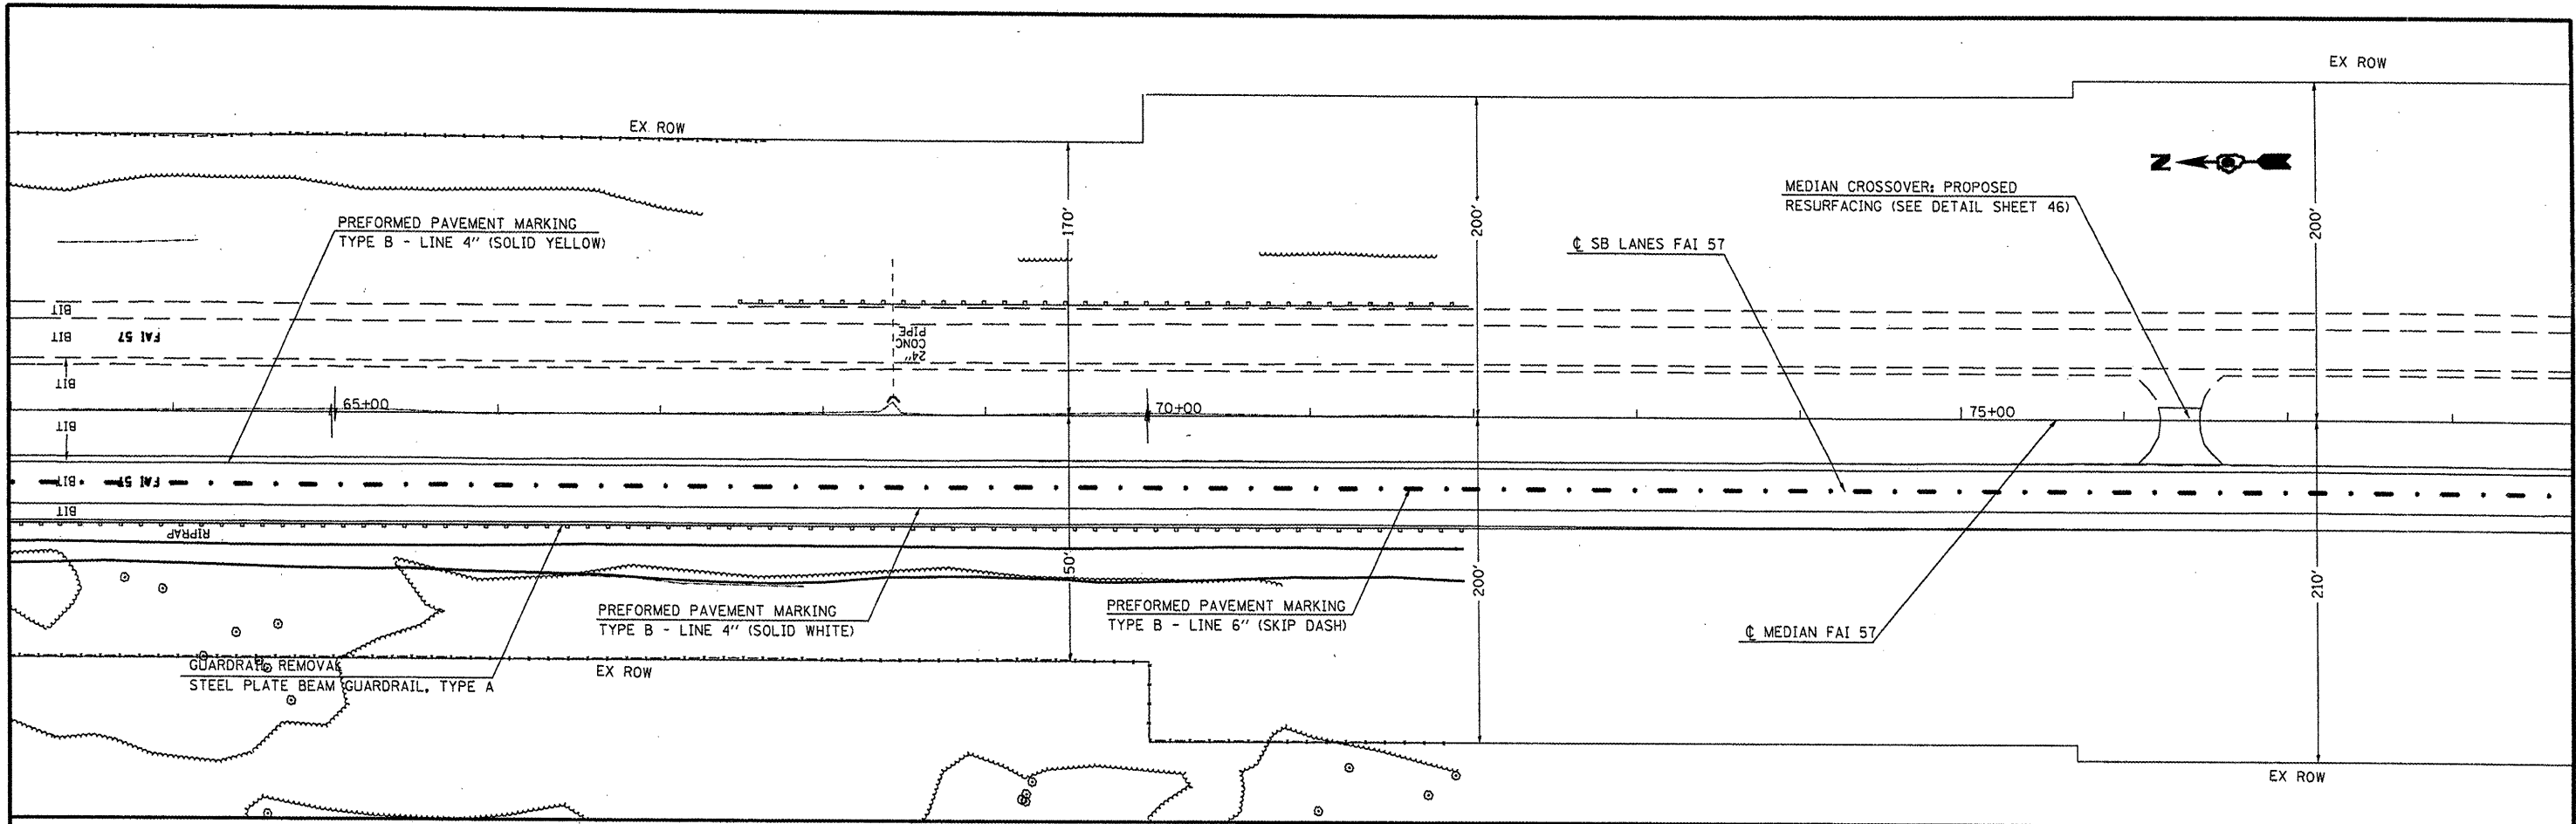 EX ROW
EX ROW
N
MEDIAN CROSSOVER: PROPOSED
RESURFACING (SEE DETAIL SHEET 46)
PREFORMED PAVEMENT MARKING
TYPE B - LINE 4" (SOLID YELLOW)
170'
200'
200'
℄ SB LANES FAI 57
BIT
BIT
FAI 57
24"
CONC
PIPE
BIT
65+00
70+00
75+00
BIT
BIT
FAI 57
BIT
RIPRAP
200'
210'
PREFORMED PAVEMENT MARKING
TYPE B - LINE 4" (SOLID WHITE)
PREFORMED PAVEMENT MARKING
TYPE B - LINE 6" (SKIP DASH)
℄ MEDIAN FAI 57
GUARDRAIL REMOVAL
STEEL PLATE BEAM GUARDRAIL, TYPE A
EX ROW
EX ROW